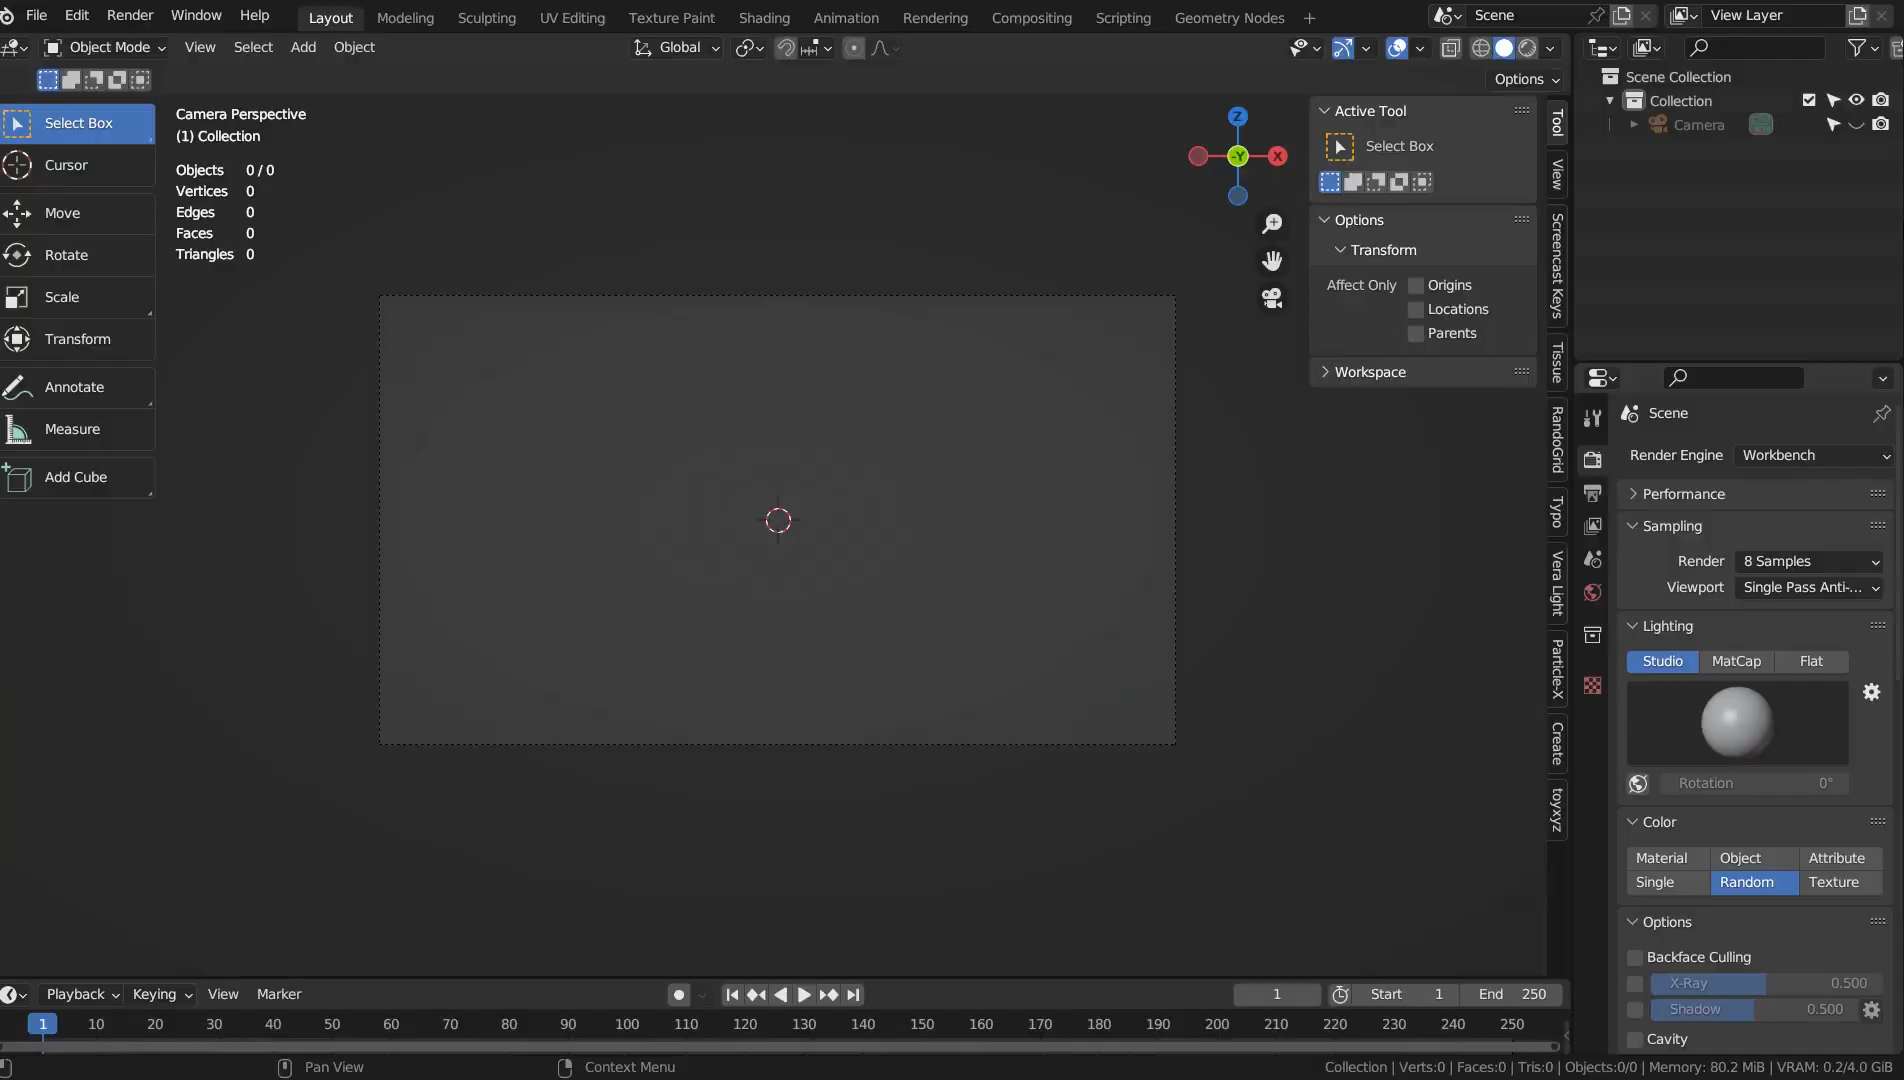 File Edit Render Window Help Layout Modeling Sculpting UV Editing Texture Paint Shading Animation Rendering Compositing Scripting Geometry Nodes + Scene View Layer
Object Mode View Select Add Object Global
Options
Select Box
Cursor
Move
Rotate
Scale
Transform
Annotate
Measure
Add Cube
Camera Perspective
(1) Collection
Objects 0 / 0
Vertices 0
Edges 0
Faces 0
Triangles 0
Z
-Y
X
Active Tool
Select Box
Options
Transform
Affect Only Origins
Locations
Parents
Workspace
Tool
View
Screencast Keys
Tissue
RandoGrid
Typo
Vera Light
Particle-X
Create
toyxyz
Scene Collection
Collection
Camera
Scene
Render Engine Workbench
Performance
Sampling
Render 8 Samples
Viewport Single Pass Anti-...
Lighting
Studio MatCap Flat
Rotation 0°
Color
Material Object Attribute
Single Random Texture
Options
Backface Culling
X-Ray 0.500
Shadow 0.500
Cavity
Playback Keying View Marker 1 Start 1 End 250
1 10 20 30 40 50 60 70 80 90 100 110 120 130 140 150 160 170 180 190 200 210 220 230 240 250
Pan View Context Menu Collection | Verts:0 | Faces:0 | Tris:0 | Objects:0/0 | Memory: 80.2 MiB | VRAM: 0.2/4.0 GiB